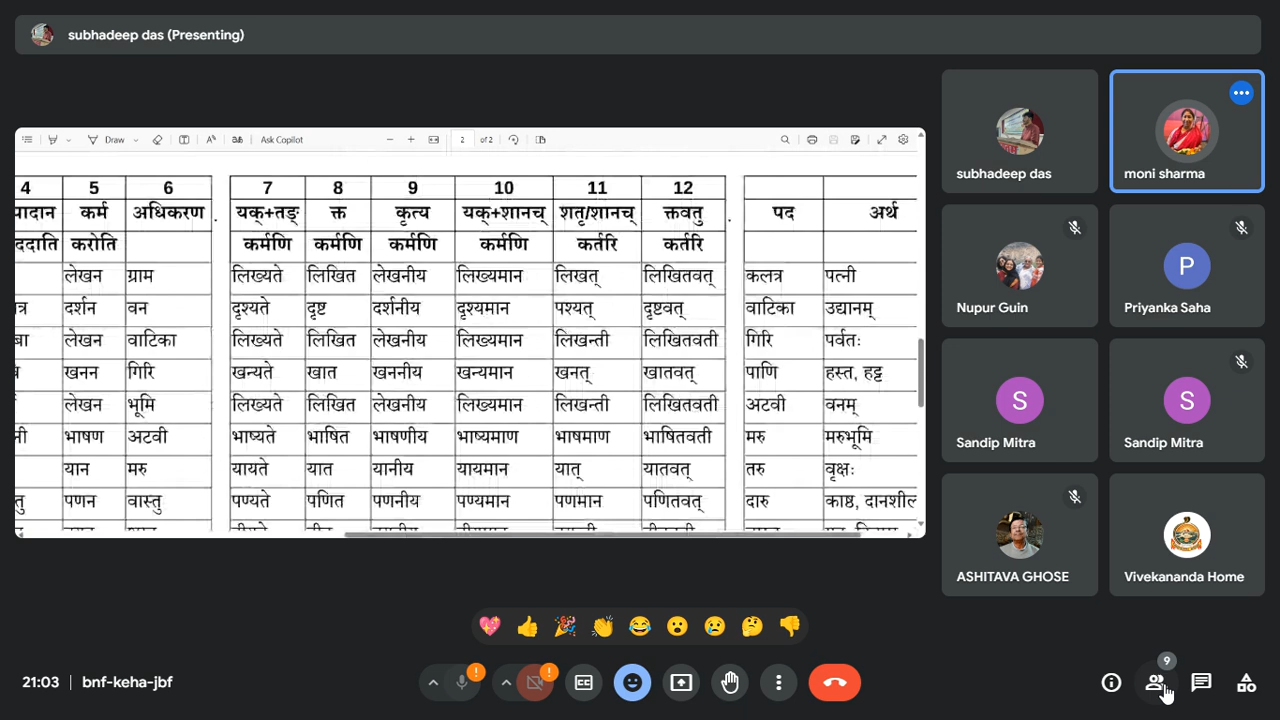 subhadeep das (Presenting)
Draw Ask Copilot 2 of 2
4 5 6 7 8 9 10 11 12
पादान कर्म अधिकरण . यक्+तङ् क्त कृत्य यक्+शानच् शतृ/शानच् क्तवतु . पद अर्थ
ददाति करोति कर्मणि कर्मणि कर्मणि कर्मणि कर्तरि कर्तरि
लेखन ग्राम लिख्यते लिखित लेखनीय लिख्यमान लिखत् लिखितवत् कलत्र पत्नी
त्र दर्शन वन दृश्यते दृष्ट दर्शनीय दृश्यमान पश्यत् दृष्टवत् वाटिका उद्यानम्
बा लेखन वाटिका लिख्यते लिखित लेखनीय लिख्यमान लिखन्ती लिखितवती गिरि पर्वतः
खनन गिरि खन्यते खात खननीय खन्यमान खनत् खातवत् पाणि हस्त, हट्ट
लेखन भूमि लिख्यते लिखित लेखनीय लिख्यमान लिखन्ती लिखितवती अटवी वनम्
नी भाषण अटवी भाष्यते भाषित भाषणीय भाष्यमाण भाषमाण भाषितवती मरु मरुभूमि
यान मरु यायते यात यानीय यायमान यात् यातवत् तरु वृक्षः
तु पणन वास्तु पण्यते पणित पणनीय पण्यमान पणमान पणितवत् दारु काष्ठ, दानशील
subhadeep das
moni sharma
Nupur Guin
P
Priyanka Saha
S
Sandip Mitra
S
Sandip Mitra
ASHITAVA GHOSE
Vivekananda Home
9
21:03 | bnf-keha-jbf